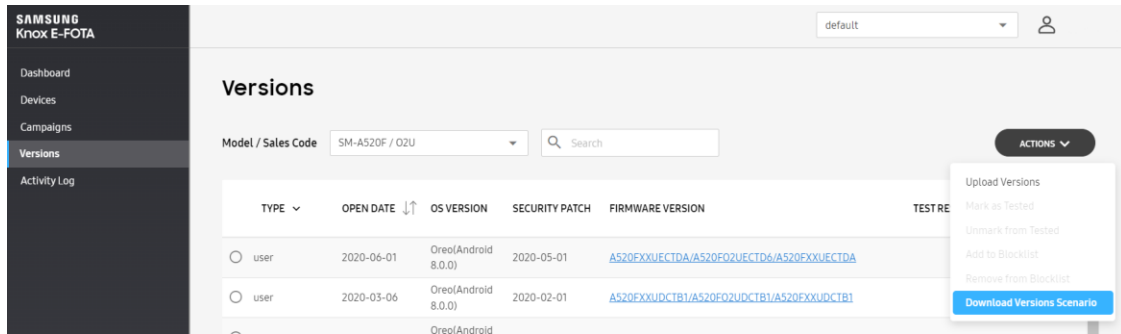 SAMSUNG
Knox E-FOTA
default
Dashboard
Devices
Campaigns
Versions
Activity Log
Versions
Model / Sales Code SM-A520F / O2U Search
ACTIONS
Upload Versions
Mark as Tested
Unmark from Tested
Add to Blocklist
Remove from Blocklist
Download Versions Scenario
TYPE OPEN DATE OS VERSION SECURITY PATCH FIRMWARE VERSION TEST RE
user 2020-06-01 Oreo(Android 8.0.0) 2020-05-01 A520FXXUECTDA/A520FO2UECTD6/A520FXXUECTDA
user 2020-03-06 Oreo(Android 8.0.0) 2020-02-01 A520FXXUDCTB1/A520FO2UDCTB1/A520FXXUDCTB1
Oreo(Android